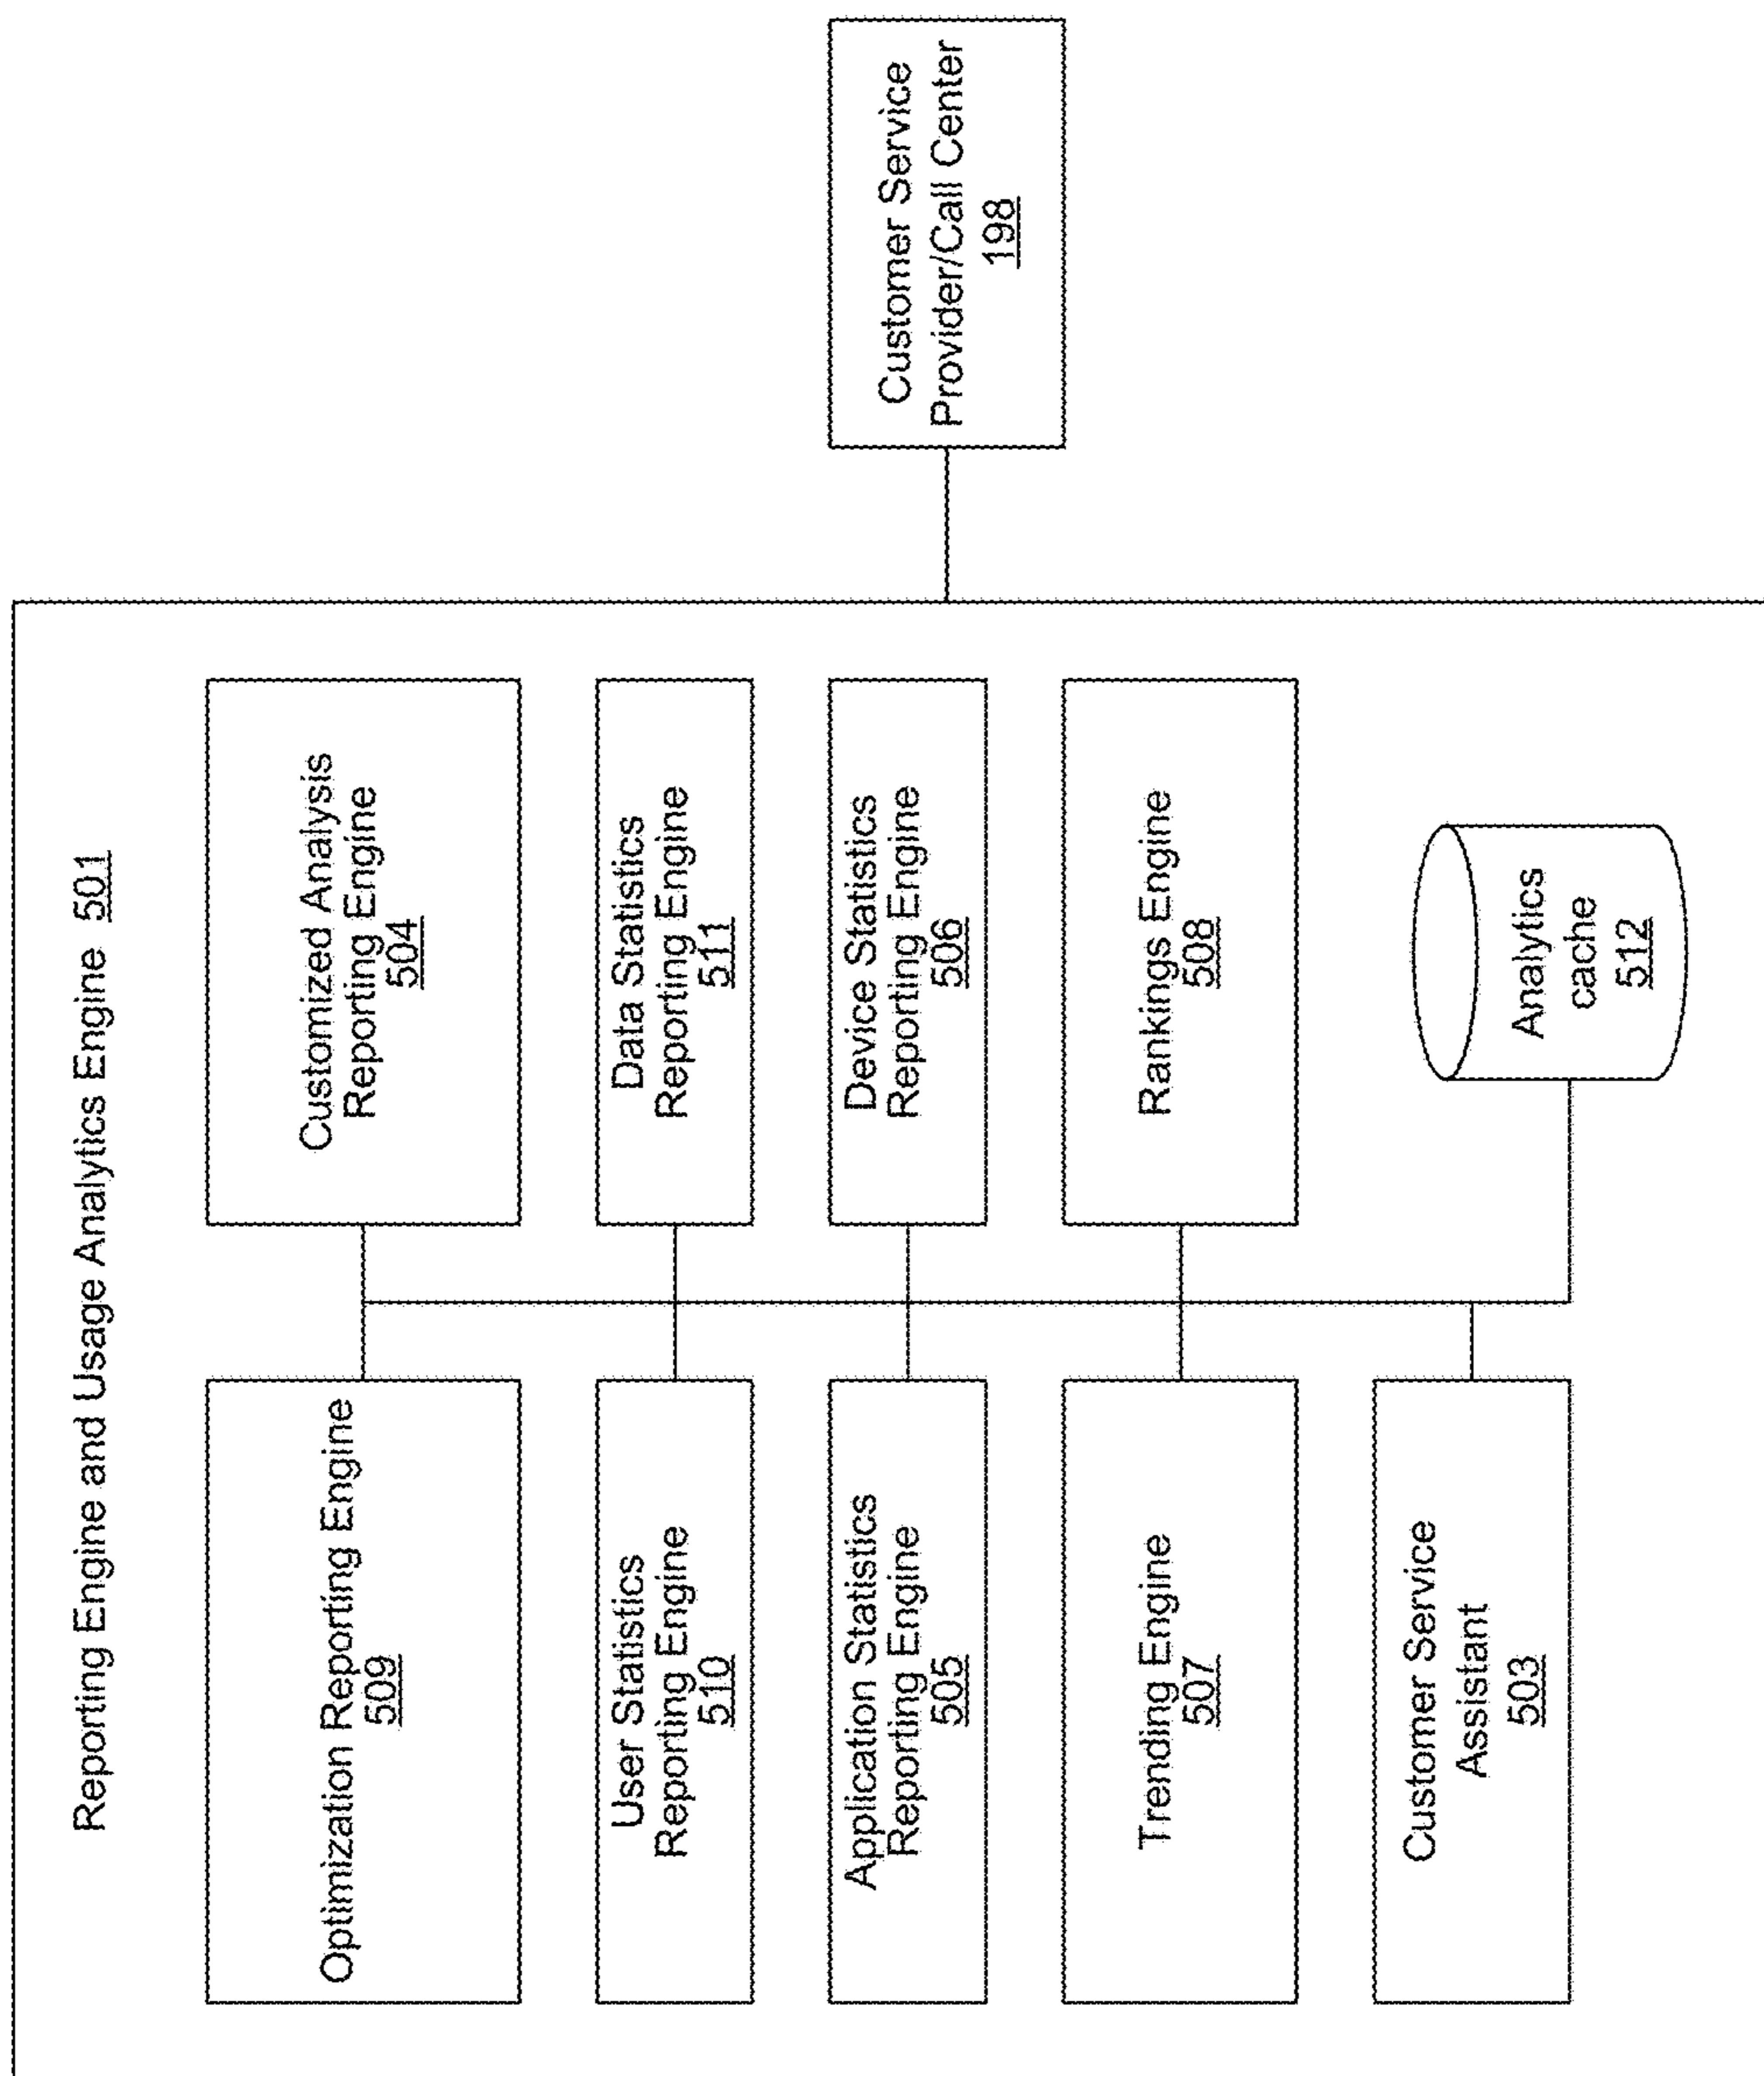 Reporting Engine and Usage Analytics Engine 501
Optimization Reporting Engine
509
Customized Analysis
Reporting Engine
504
User Statistics
Reporting Engine
510
Data Statistics
Reporting Engine
511
Application Statistics
Reporting Engine
505
Device Statistics
Reporting Engine
506
Trending Engine
507
Rankings Engine
508
Customer Service
Assistant
503
Analytics
cache
512
Customer Service
Provider/Call Center
198